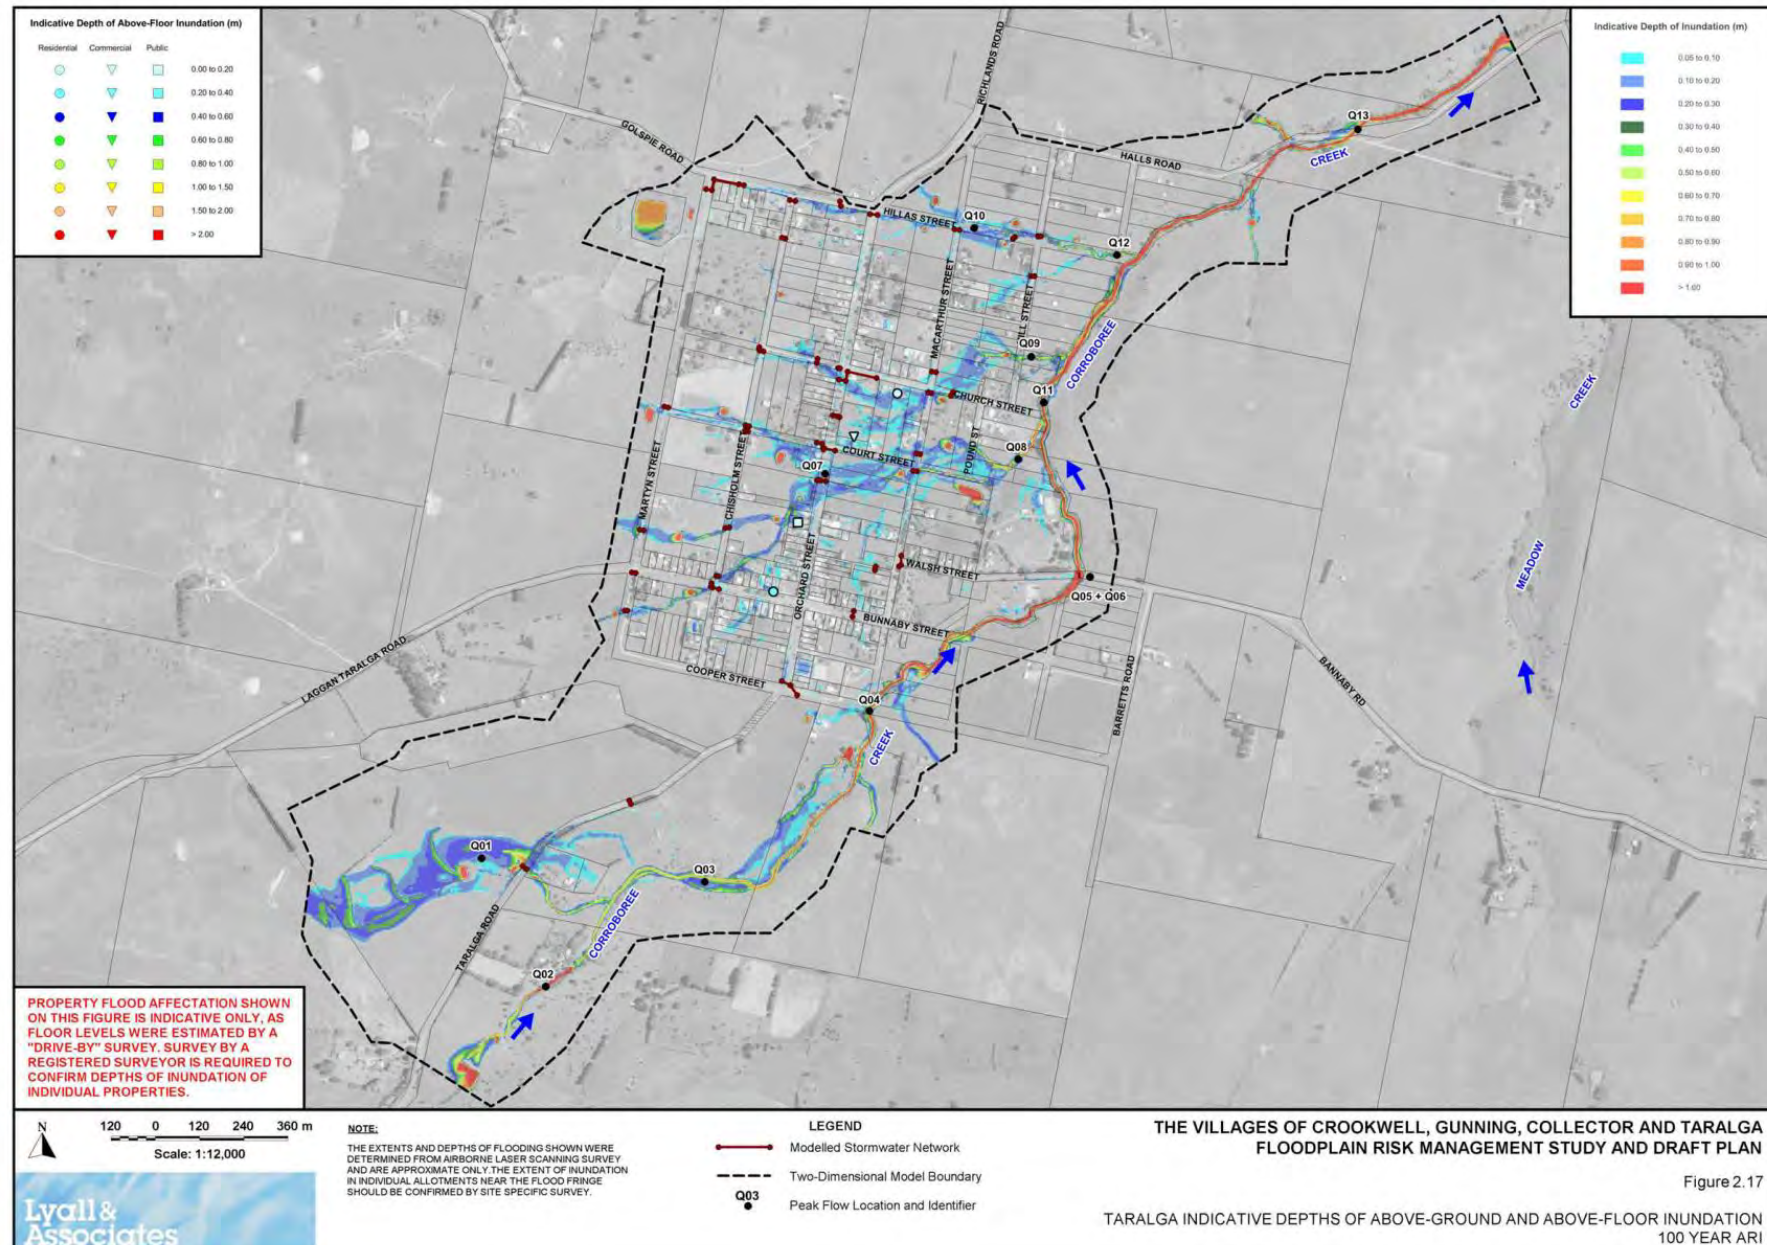 Indicative Depth of Above-Floor Inundation (m)
Residential Commercial Public
0.00 to 0.20
0.20 to 0.40
0.40 to 0.60
0.60 to 0.80
0.80 to 1.00
1.00 to 1.50
1.50 to 2.00
> 2.00
Indicative Depth of Inundation (m)
0.05 to 0.10
0.10 to 0.20
0.20 to 0.30
0.30 to 0.40
0.40 to 0.50
0.50 to 0.60
0.60 to 0.70
0.70 to 0.80
0.80 to 0.90
0.90 to 1.00
> 1.00
RICHLANDS ROAD
GOLSPIE ROAD
HALLS ROAD
Q13
CREEK
HILLAS STREET
Q10
Q12
MACARTHUR STREET
Q09
CORROBOREE
Q11
CHURCH STREET
CREEK
COURT STREET
POUND ST
Q08
Q07
MARTYN STREET
CHISHOLM STREET
ORCHARD STREET
WALSH STREET
MEADOW
Q05 + Q06
BUNNABY STREET
LAGGAN TARALGA ROAD
COOPER STREET
BARRETTS ROAD
BANNABY RD
Q04
CREEK
Q01
Q03
CORROBOREE
TARALGA ROAD
Q02
PROPERTY FLOOD AFFECTATION SHOWN
ON THIS FIGURE IS INDICATIVE ONLY, AS
FLOOR LEVELS WERE ESTIMATED BY A
"DRIVE-BY" SURVEY. SURVEY BY A
REGISTERED SURVEYOR IS REQUIRED TO
CONFIRM DEPTHS OF INUNDATION OF
INDIVIDUAL PROPERTIES.
N
120 0 120 240 360 m
Scale: 1:12,000
Lyall &
Associates
NOTE:
THE EXTENTS AND DEPTHS OF FLOODING SHOWN WERE
DETERMINED FROM AIRBORNE LASER SCANNING SURVEY
AND ARE APPROXIMATE ONLY.THE EXTENT OF INUNDATION
IN INDIVIDUAL ALLOTMENTS NEAR THE FLOOD FRINGE
SHOULD BE CONFIRMED BY SITE SPECIFIC SURVEY.
LEGEND
Modelled Stormwater Network
Two-Dimensional Model Boundary
Q03
Peak Flow Location and Identifier
THE VILLAGES OF CROOKWELL, GUNNING, COLLECTOR AND TARALGA
FLOODPLAIN RISK MANAGEMENT STUDY AND DRAFT PLAN
Figure 2.17
TARALGA INDICATIVE DEPTHS OF ABOVE-GROUND AND ABOVE-FLOOR INUNDATION
100 YEAR ARI